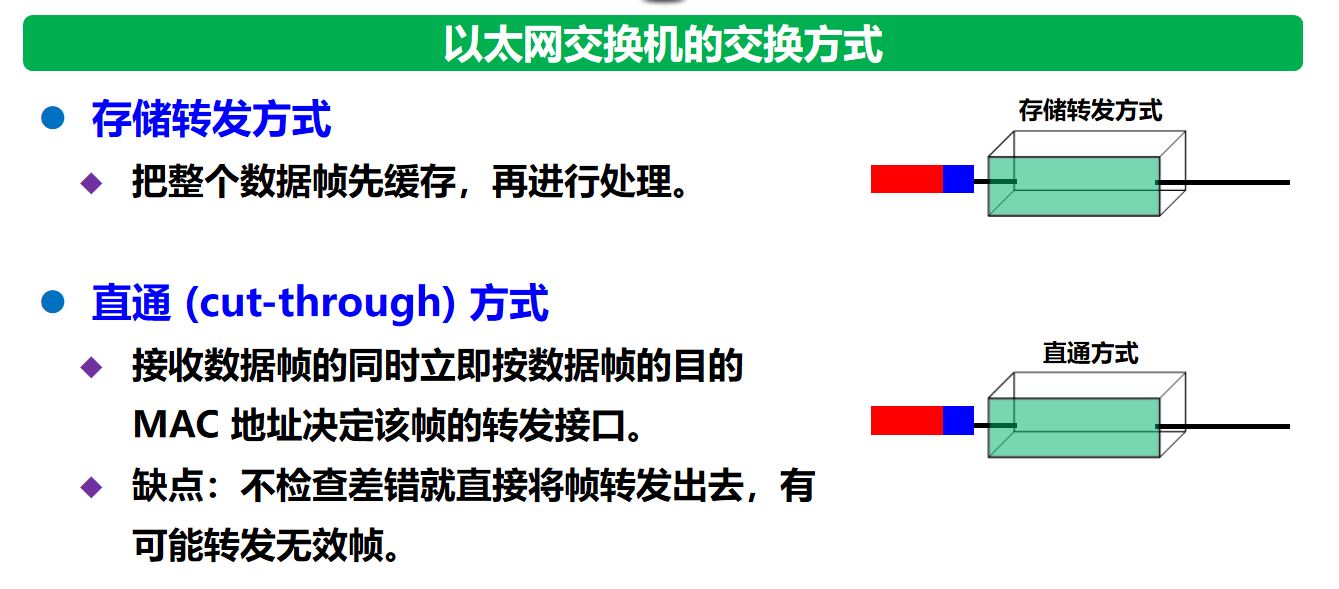 以太网交换机的交换方式
存储转发方式
把整个数据帧先缓存，再进行处理。
存储转发方式
直通 (cut-through) 方式
接收数据帧的同时立即按数据帧的目的
MAC 地址决定该帧的转发接口。
缺点：不检查差错就直接将帧转发出去，有
可能转发无效帧。
直通方式